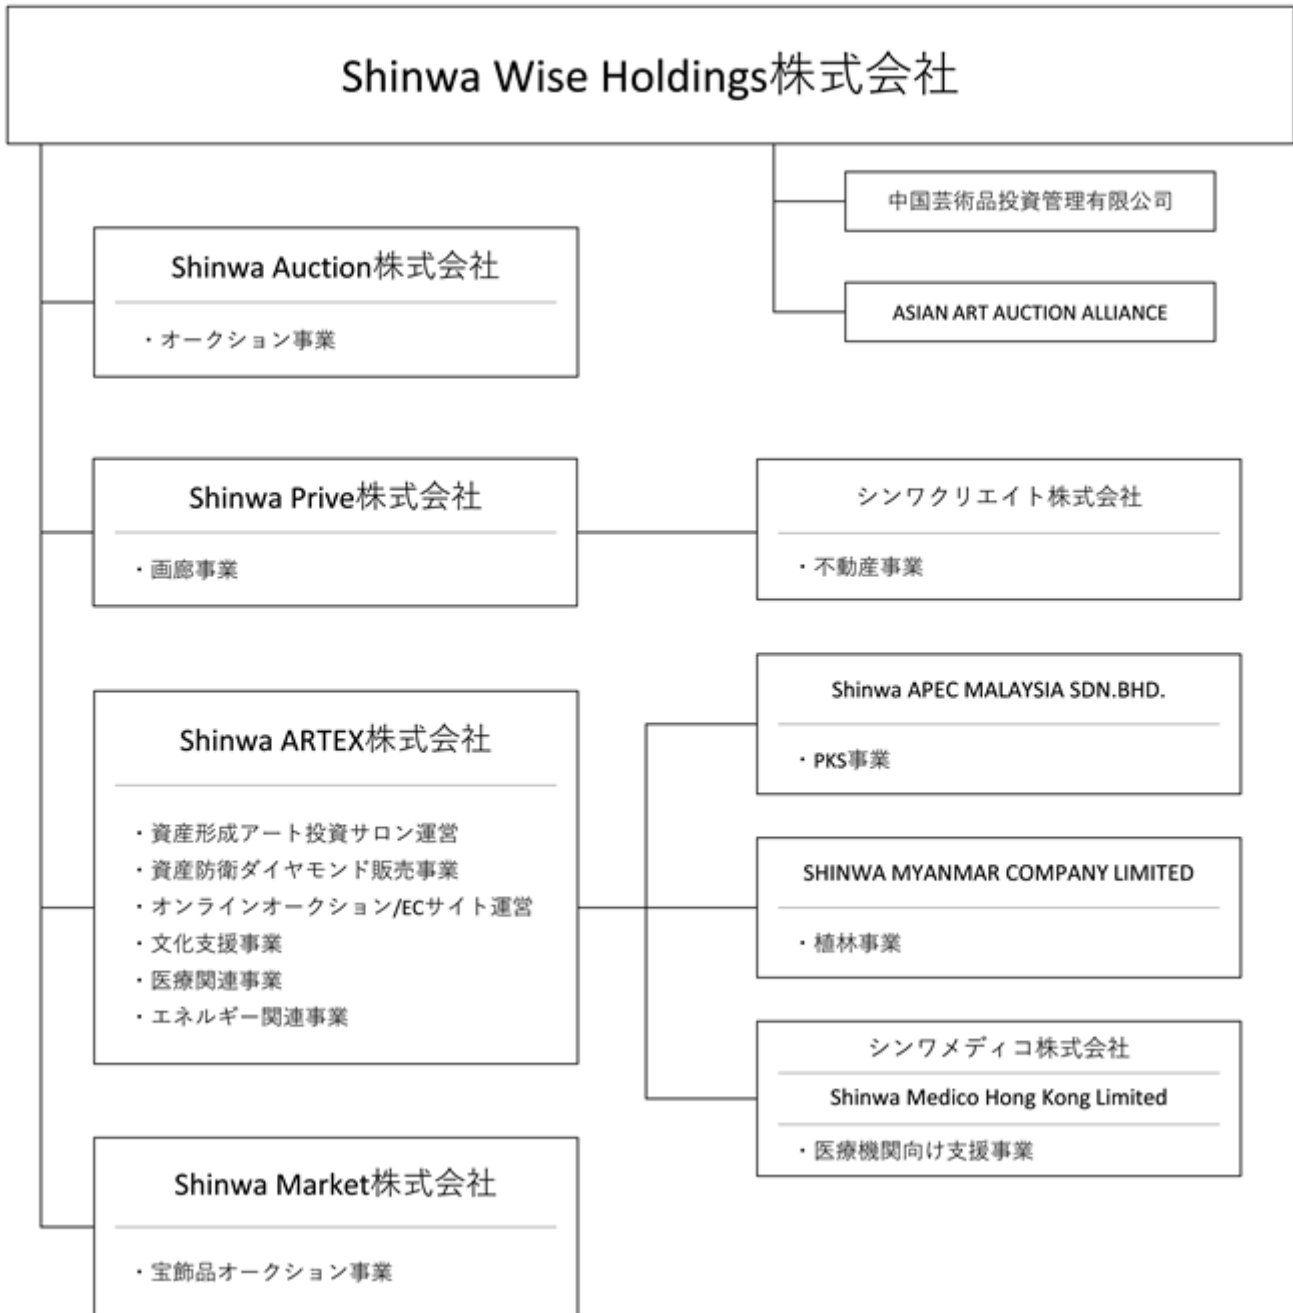 Shinwa Wise Holdings株式会社
中国芸術品投資管理有限公司
ASIAN ART AUCTION ALLIANCE
Shinwa Auction株式会社
・オークション事業
Shinwa Prive株式会社
・画廊事業
シンワクリエイト株式会社
・不動産事業
Shinwa ARTEX株式会社
・資産形成アート投資サロン運営
・資産防衛ダイヤモンド販売事業
・オンラインオークション/ECサイト運営
・文化支援事業
・医療関連事業
・エネルギー関連事業
Shinwa APEC MALAYSIA SDN.BHD.
・PKS事業
SHINWA MYANMAR COMPANY LIMITED
・植林事業
シンワメディコ株式会社
Shinwa Medico Hong Kong Limited
・医療機関向け支援事業
Shinwa Market株式会社
・宝飾品オークション事業